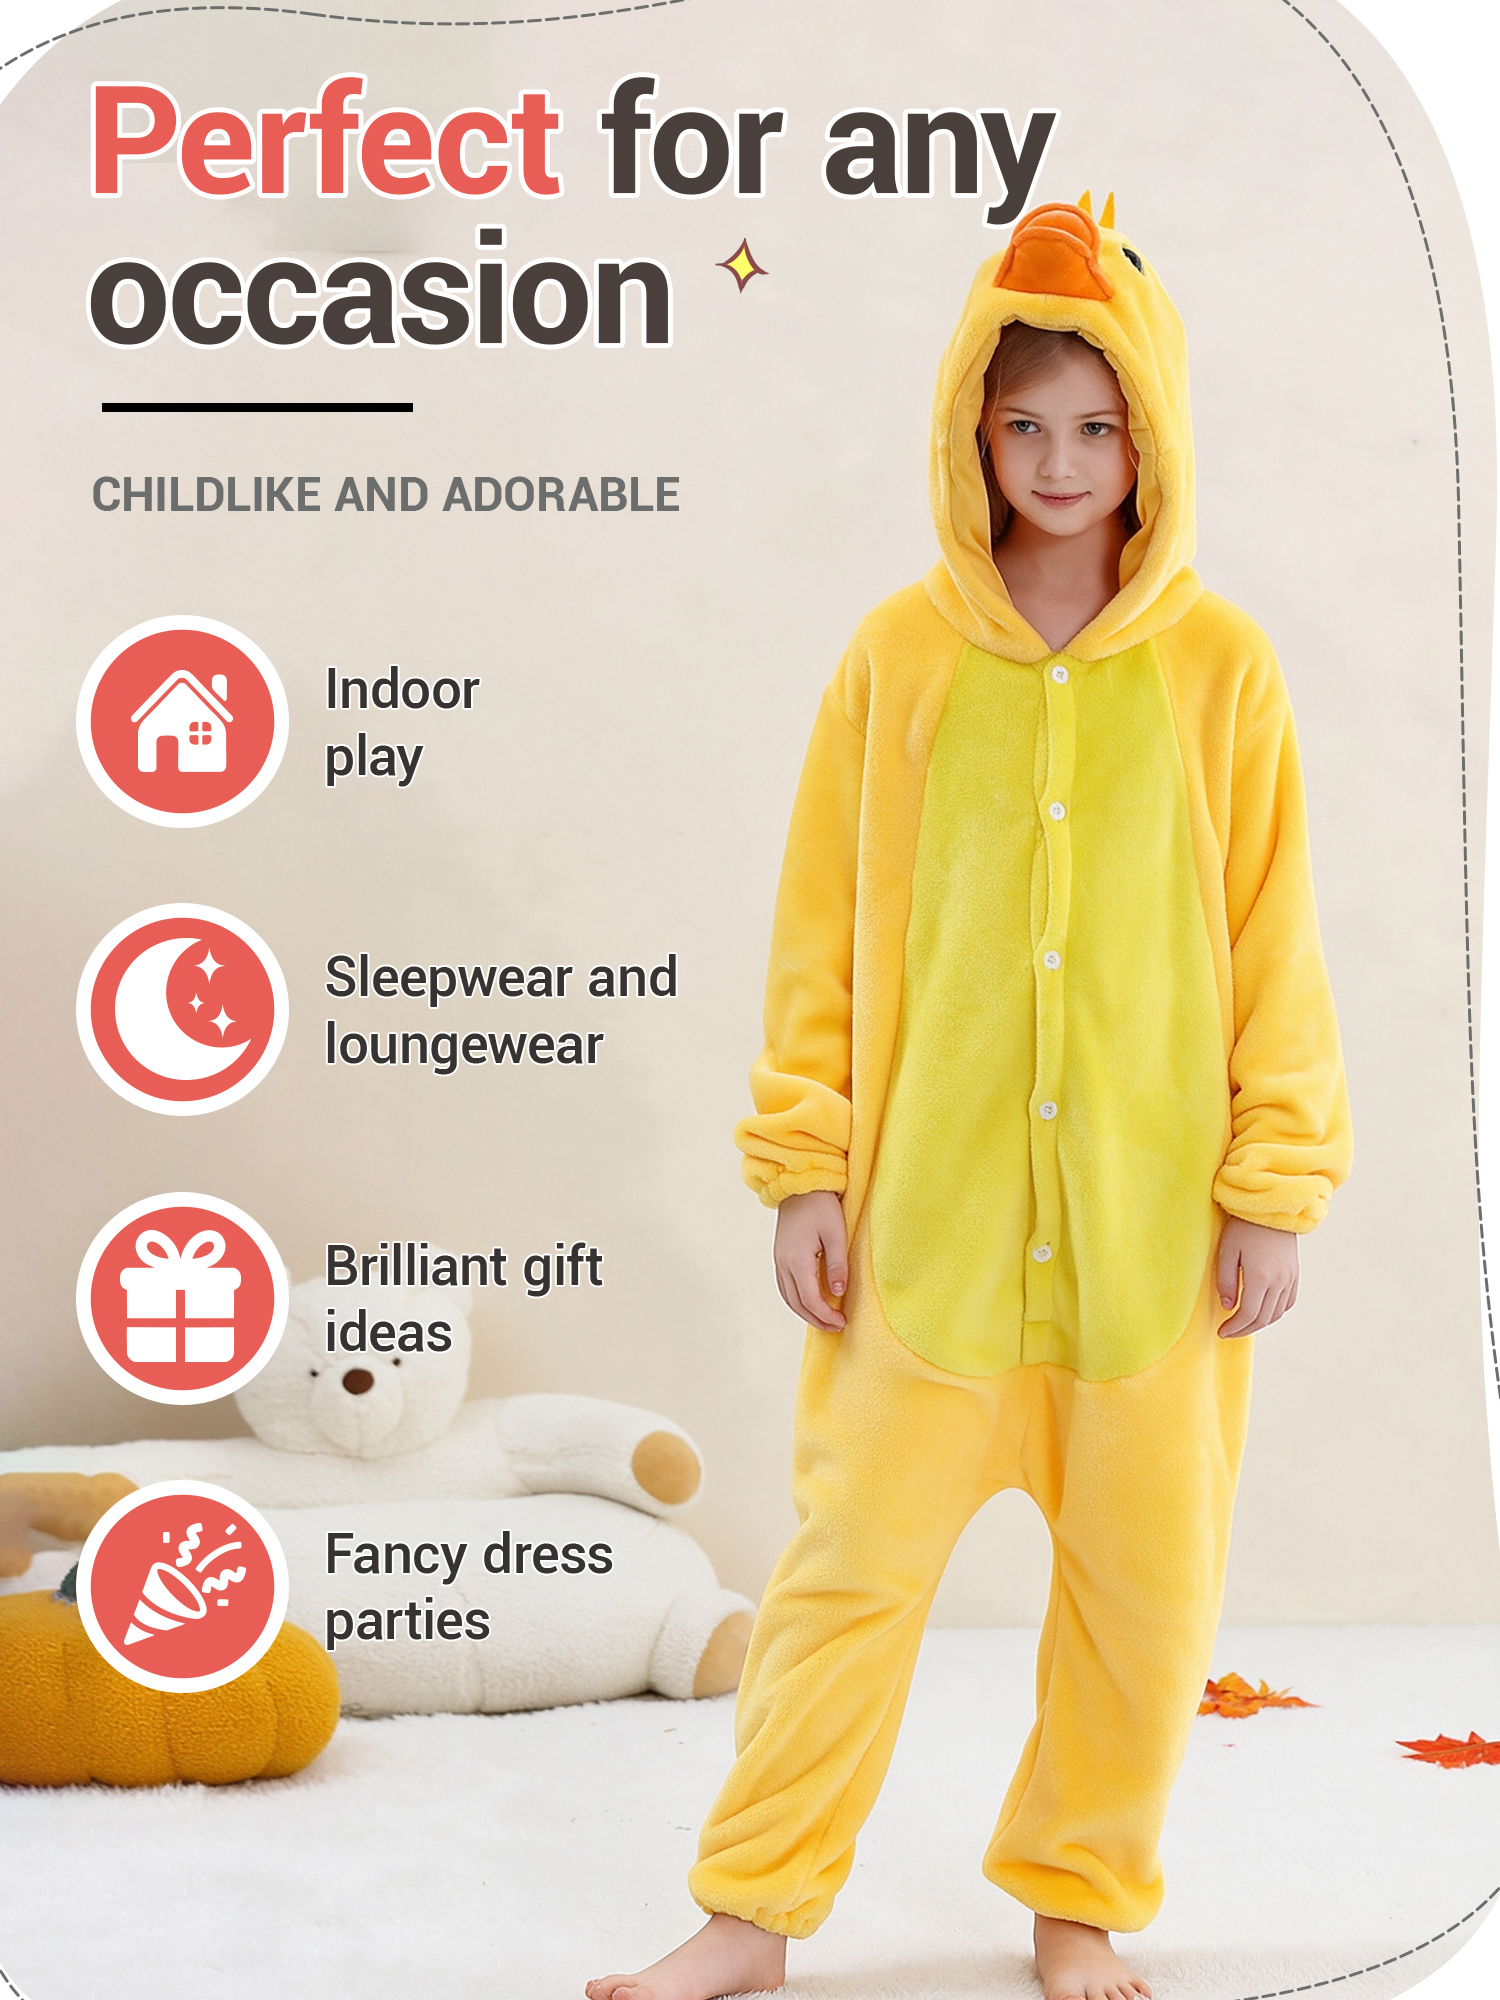 Perfect for any
occasion
CHILDLIKE AND ADORABLE
Indoor
play
Sleepwear and
loungewear
Brilliant gift
ideas
Fancy dress
parties